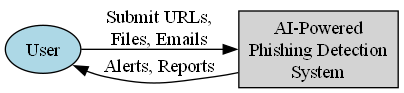 User
Submit URLs,
Files, Emails
Alerts, Reports
AI-Powered
Phishing Detection
System